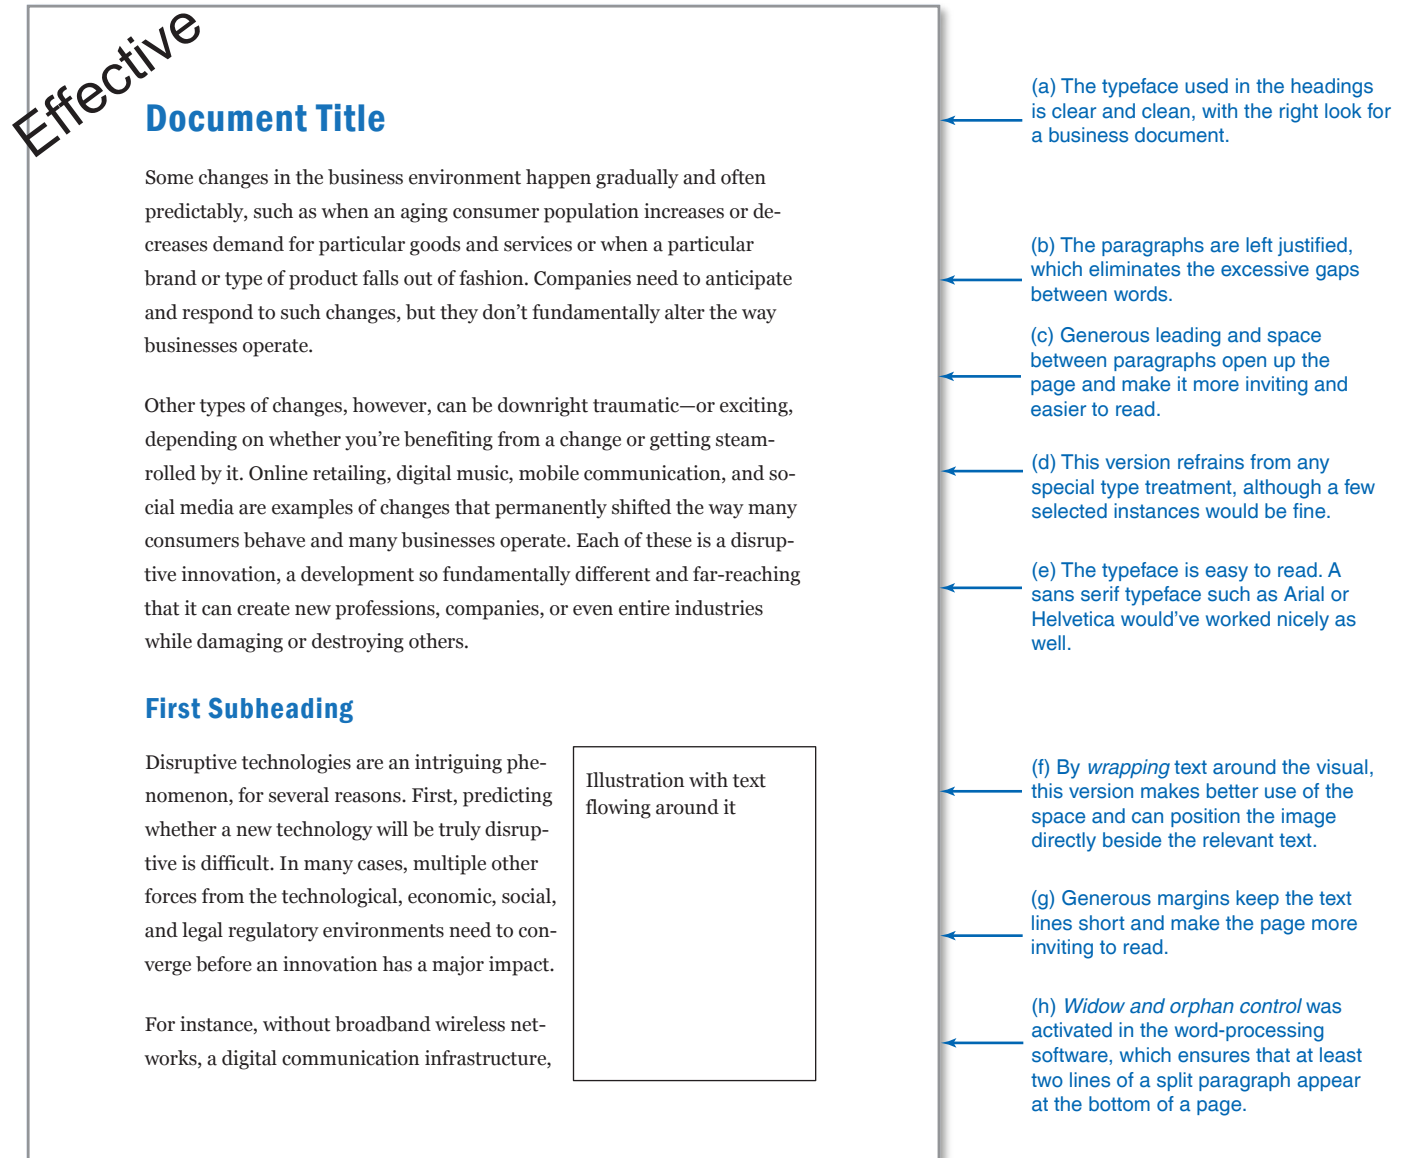 Effective
Document Title
Some changes in the business environment happen gradually and often
predictably, such as when an aging consumer population increases or de-
creases demand for particular goods and services or when a particular
brand or type of product falls out of fashion. Companies need to anticipate
and respond to such changes, but they don’t fundamentally alter the way
businesses operate.
Other types of changes, however, can be downright traumatic—or exciting,
depending on whether you’re benefiting from a change or getting steam-
rolled by it. Online retailing, digital music, mobile communication, and so-
cial media are examples of changes that permanently shifted the way many
consumers behave and many businesses operate. Each of these is a disrup-
tive innovation, a development so fundamentally different and far-reaching
that it can create new professions, companies, or even entire industries
while damaging or destroying others.
First Subheading
Disruptive technologies are an intriguing phe-
nomenon, for several reasons. First, predicting
whether a new technology will be truly disrup-
tive is difficult. In many cases, multiple other
forces from the technological, economic, social,
and legal regulatory environments need to con-
verge before an innovation has a major impact.
For instance, without broadband wireless net-
works, a digital communication infrastructure,
Illustration with text
flowing around it
(a) The typeface used in the headings
is clear and clean, with the right look for
a business document.
(b) The paragraphs are left justified,
which eliminates the excessive gaps
between words.
(c) Generous leading and space
between paragraphs open up the
page and make it more inviting and
easier to read.
(d) This version refrains from any
special type treatment, although a few
selected instances would be fine.
(e) The typeface is easy to read. A
sans serif typeface such as Arial or
Helvetica would’ve worked nicely as
well.
(f) By wrapping text around the visual,
this version makes better use of the
space and can position the image
directly beside the relevant text.
(g) Generous margins keep the text
lines short and make the page more
inviting to read.
(h) Widow and orphan control was
activated in the word-processing
software, which ensures that at least
two lines of a split paragraph appear
at the bottom of a page.